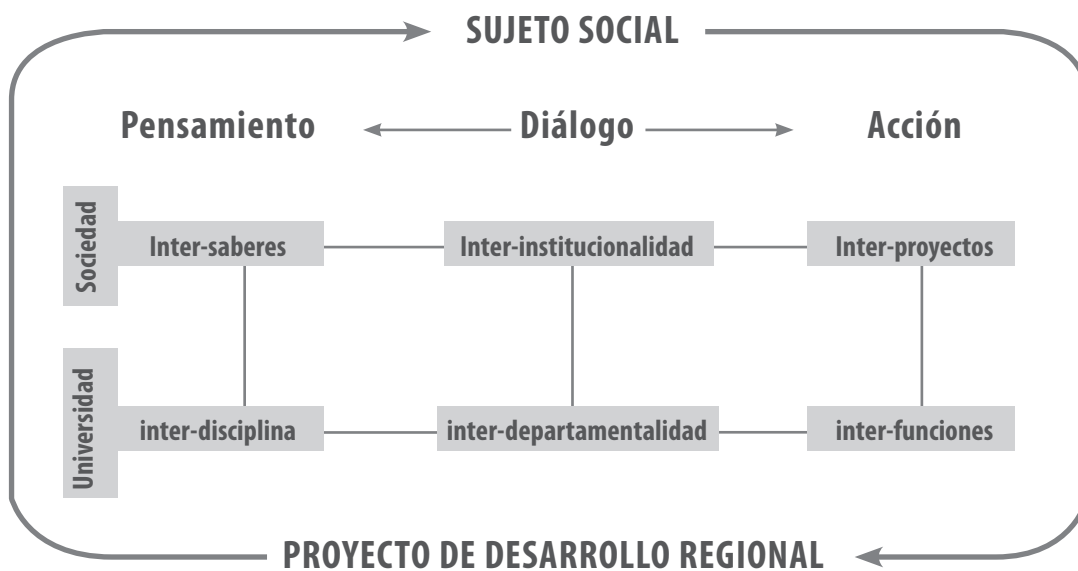 SUJETO SOCIAL
Pensamiento Diálogo Acción
Sociedad
Inter-saberes Inter-institucionalidad Inter-proyectos
Universidad
inter-disciplina inter-departamentalidad inter-funciones
PROYECTO DE DESARROLLO REGIONAL